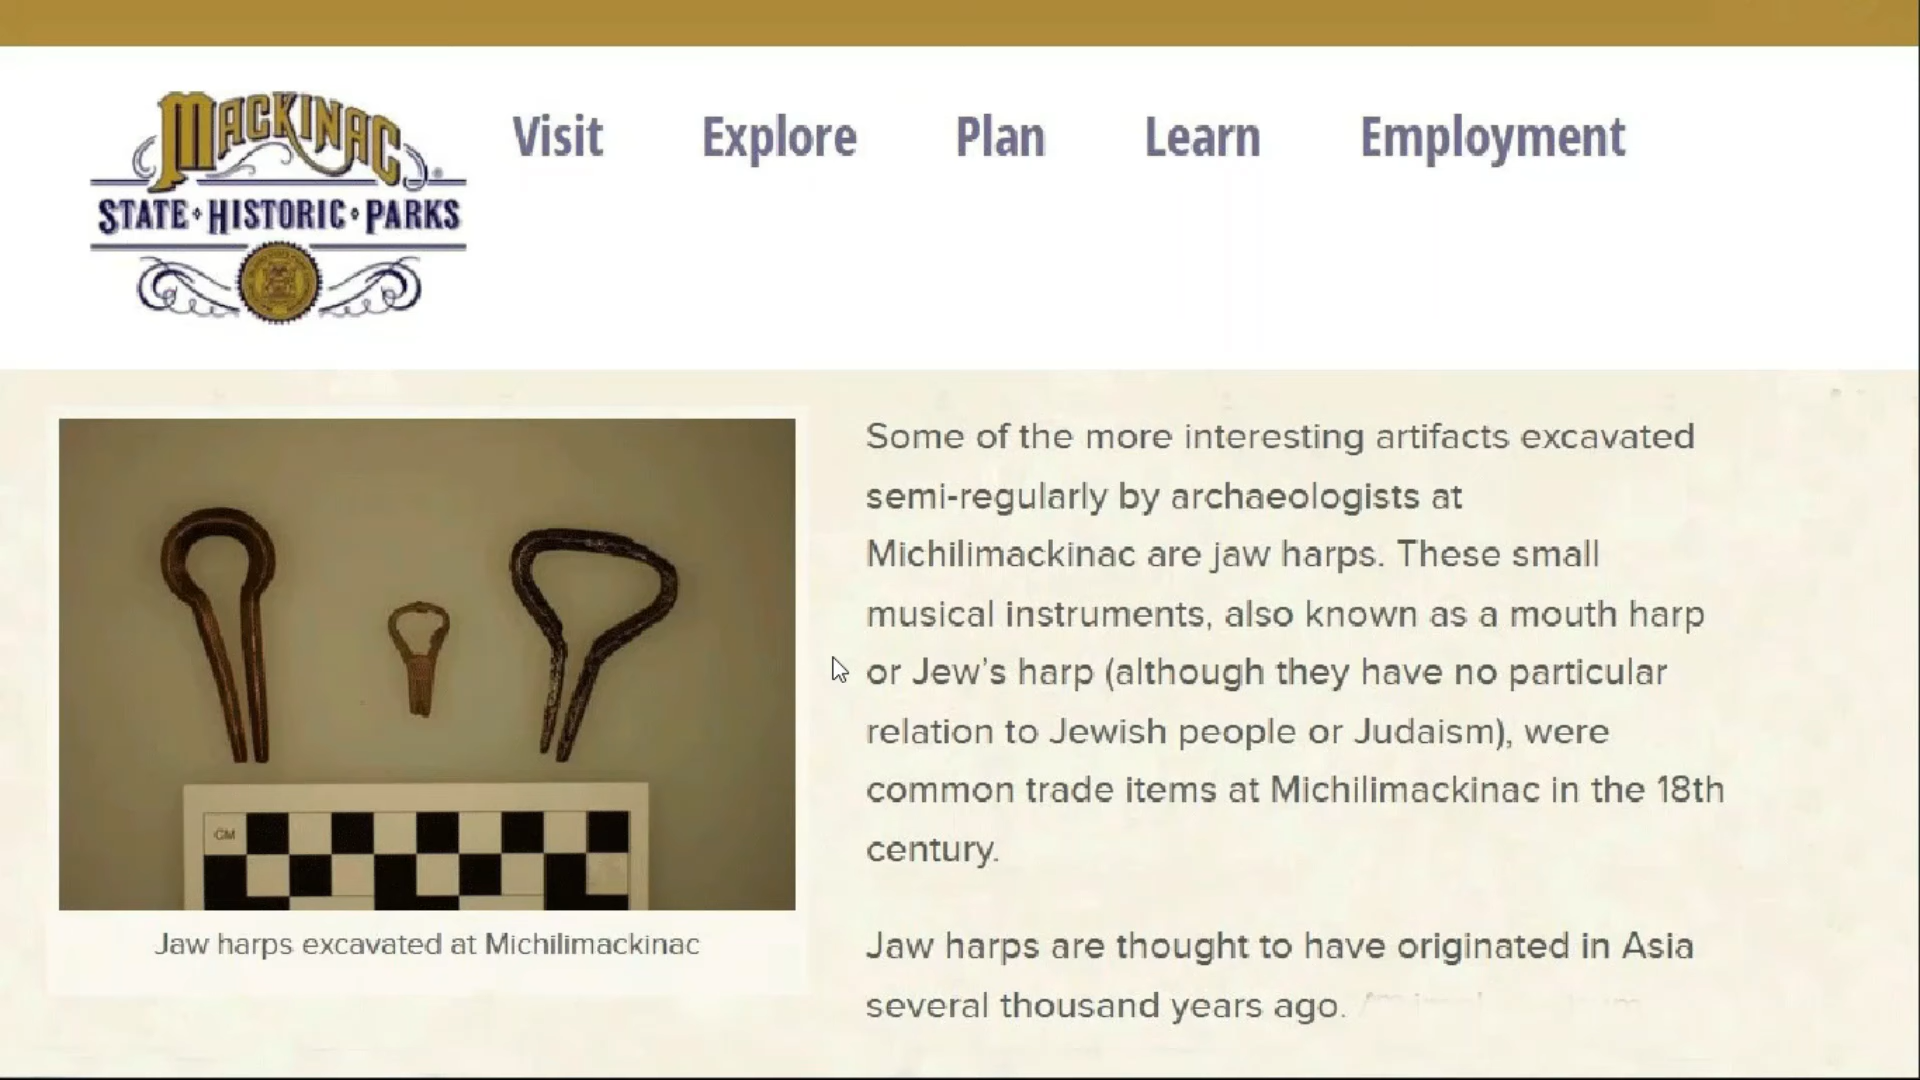 MACKINAC
STATE • HISTORIC • PARKS
Visit Explore Plan Learn Employment
CM
Jaw harps excavated at Michilimackinac
Some of the more interesting artifacts excavated
semi-regularly by archaeologists at
Michilimackinac are jaw harps. These small
musical instruments, also known as a mouth harp
or Jew’s harp (although they have no particular
relation to Jewish people or Judaism), were
common trade items at Michilimackinac in the 18th
century.
Jaw harps are thought to have originated in Asia
several thousand years ago.